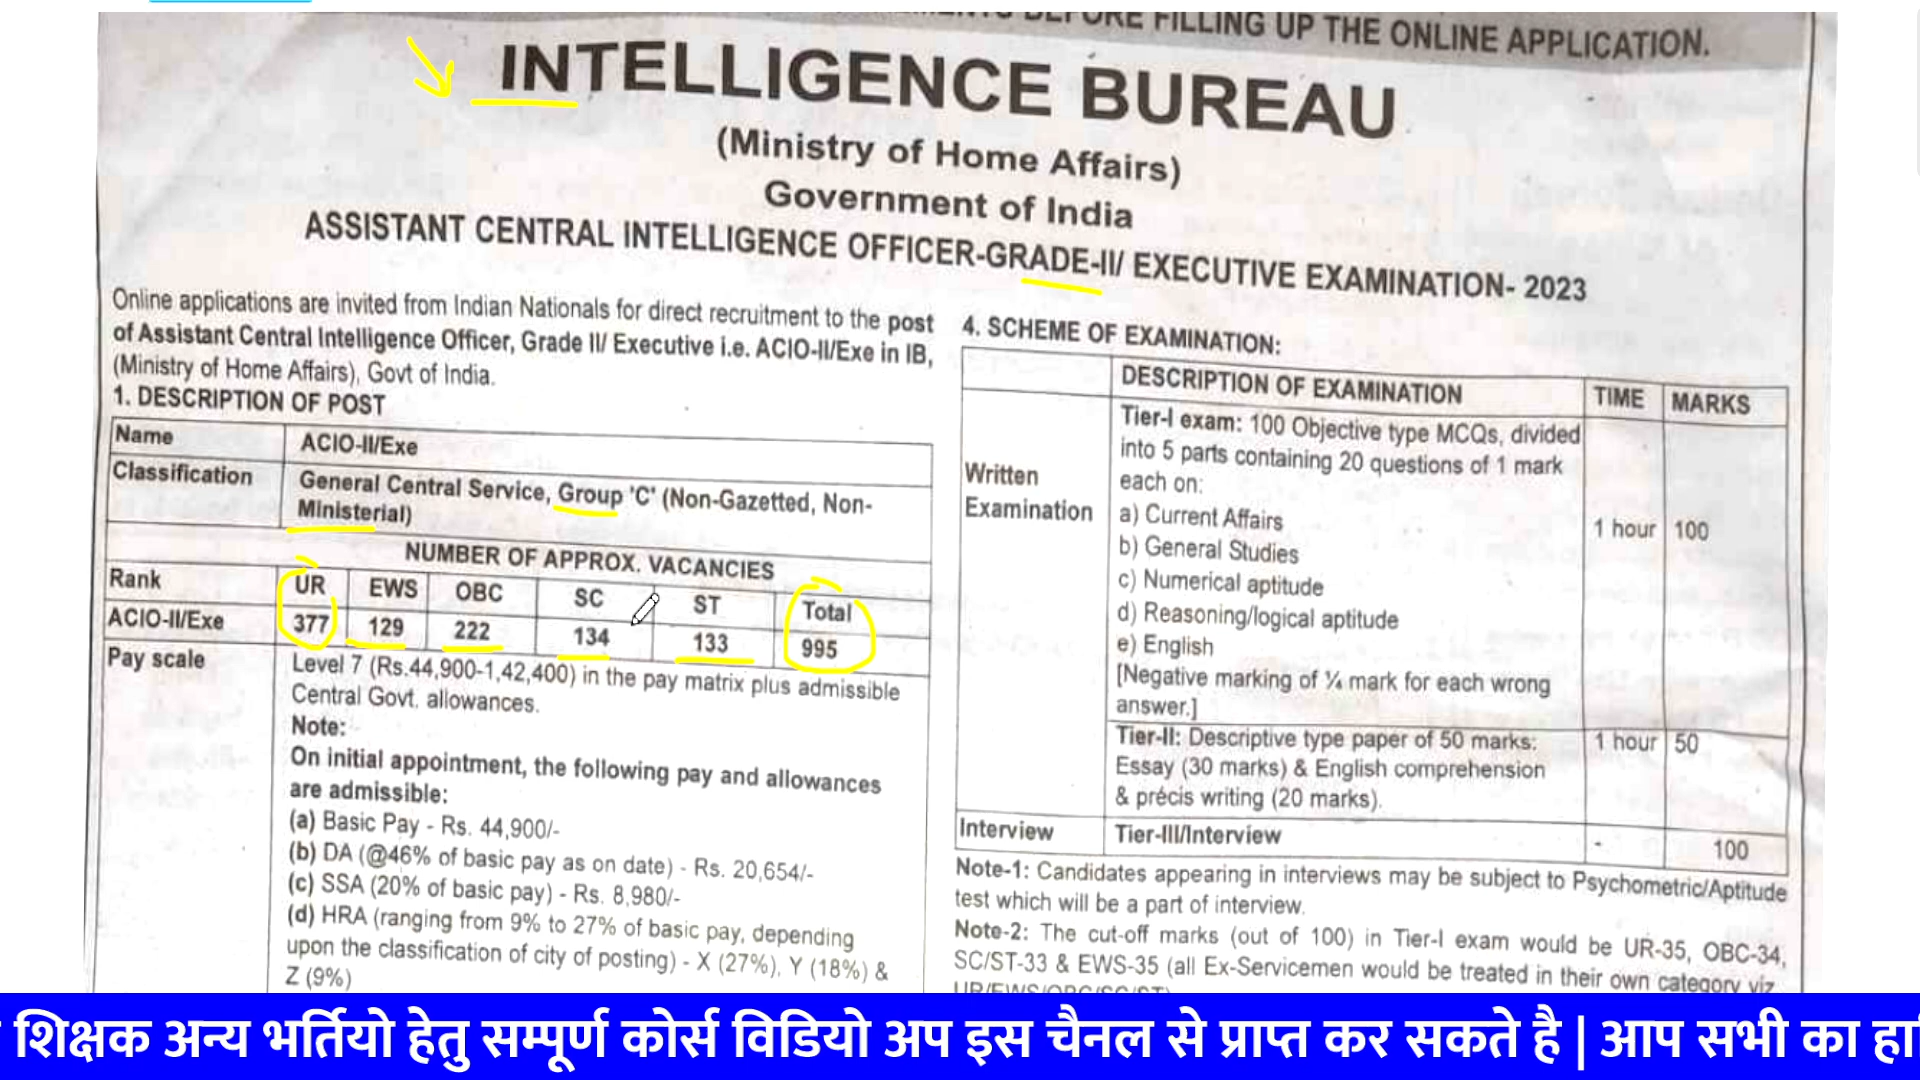 BEFORE FILLING UP THE ONLINE APPLICATION.
INTELLIGENCE BUREAU
(Ministry of Home Affairs)
Government of India
ASSISTANT CENTRAL INTELLIGENCE OFFICER-GRADE-II/ EXECUTIVE EXAMINATION- 2023
Online applications are invited from Indian Nationals for direct recruitment to the post
of Assistant Central Intelligence Officer, Grade II/ Executive i.e. ACIO-II/Exe in IB,
(Ministry of Home Affairs), Govt of India.
1. DESCRIPTION OF POST
Name ACIO-II/Exe
Classification General Central Service, Group 'C' (Non-Gazetted, Non-
Ministerial)
NUMBER OF APPROX. VACANCIES
Rank UR EWS OBC SC ST Total
ACIO-II/Exe 377 129 222 134 133 995
Pay scale Level 7 (Rs.44,900-1,42,400) in the pay matrix plus admissible
Central Govt. allowances.
Note:
On initial appointment, the following pay and allowances
are admissible:
(a) Basic Pay - Rs. 44,900/-
(b) DA (@46% of basic pay as on date) - Rs. 20,654/-
(c) SSA (20% of basic pay) - Rs. 8,980/-
(d) HRA (ranging from 9% to 27% of basic pay, depending
upon the classification of city of posting) - X (27%), Y (18%) &
Z (9%)
4. SCHEME OF EXAMINATION:
DESCRIPTION OF EXAMINATION TIME MARKS
Written
Examination
Tier-I exam: 100 Objective type MCQs, divided
into 5 parts containing 20 questions of 1 mark
each on:
a) Current Affairs
b) General Studies
c) Numerical aptitude
d) Reasoning/logical aptitude
e) English
[Negative marking of ¼ mark for each wrong
answer.]
1 hour 100
Tier-II: Descriptive type paper of 50 marks: 1 hour 50
Essay (30 marks) & English comprehension
& précis writing (20 marks).
Interview Tier-III/Interview - 100
Note-1: Candidates appearing in interviews may be subject to Psychometric/Aptitude
test which will be a part of interview.
Note-2: The cut-off marks (out of 100) in Tier-I exam would be UR-35, OBC-34,
SC/ST-33 & EWS-35 (all Ex-Servicemen would be treated in their own category viz
UR/EWS/OBC/SC/ST)
शिक्षक अन्य भर्तियो हेतु सम्पूर्ण कोर्स विडियो अप इस चैनल से प्राप्त कर सकते है | आप सभी का